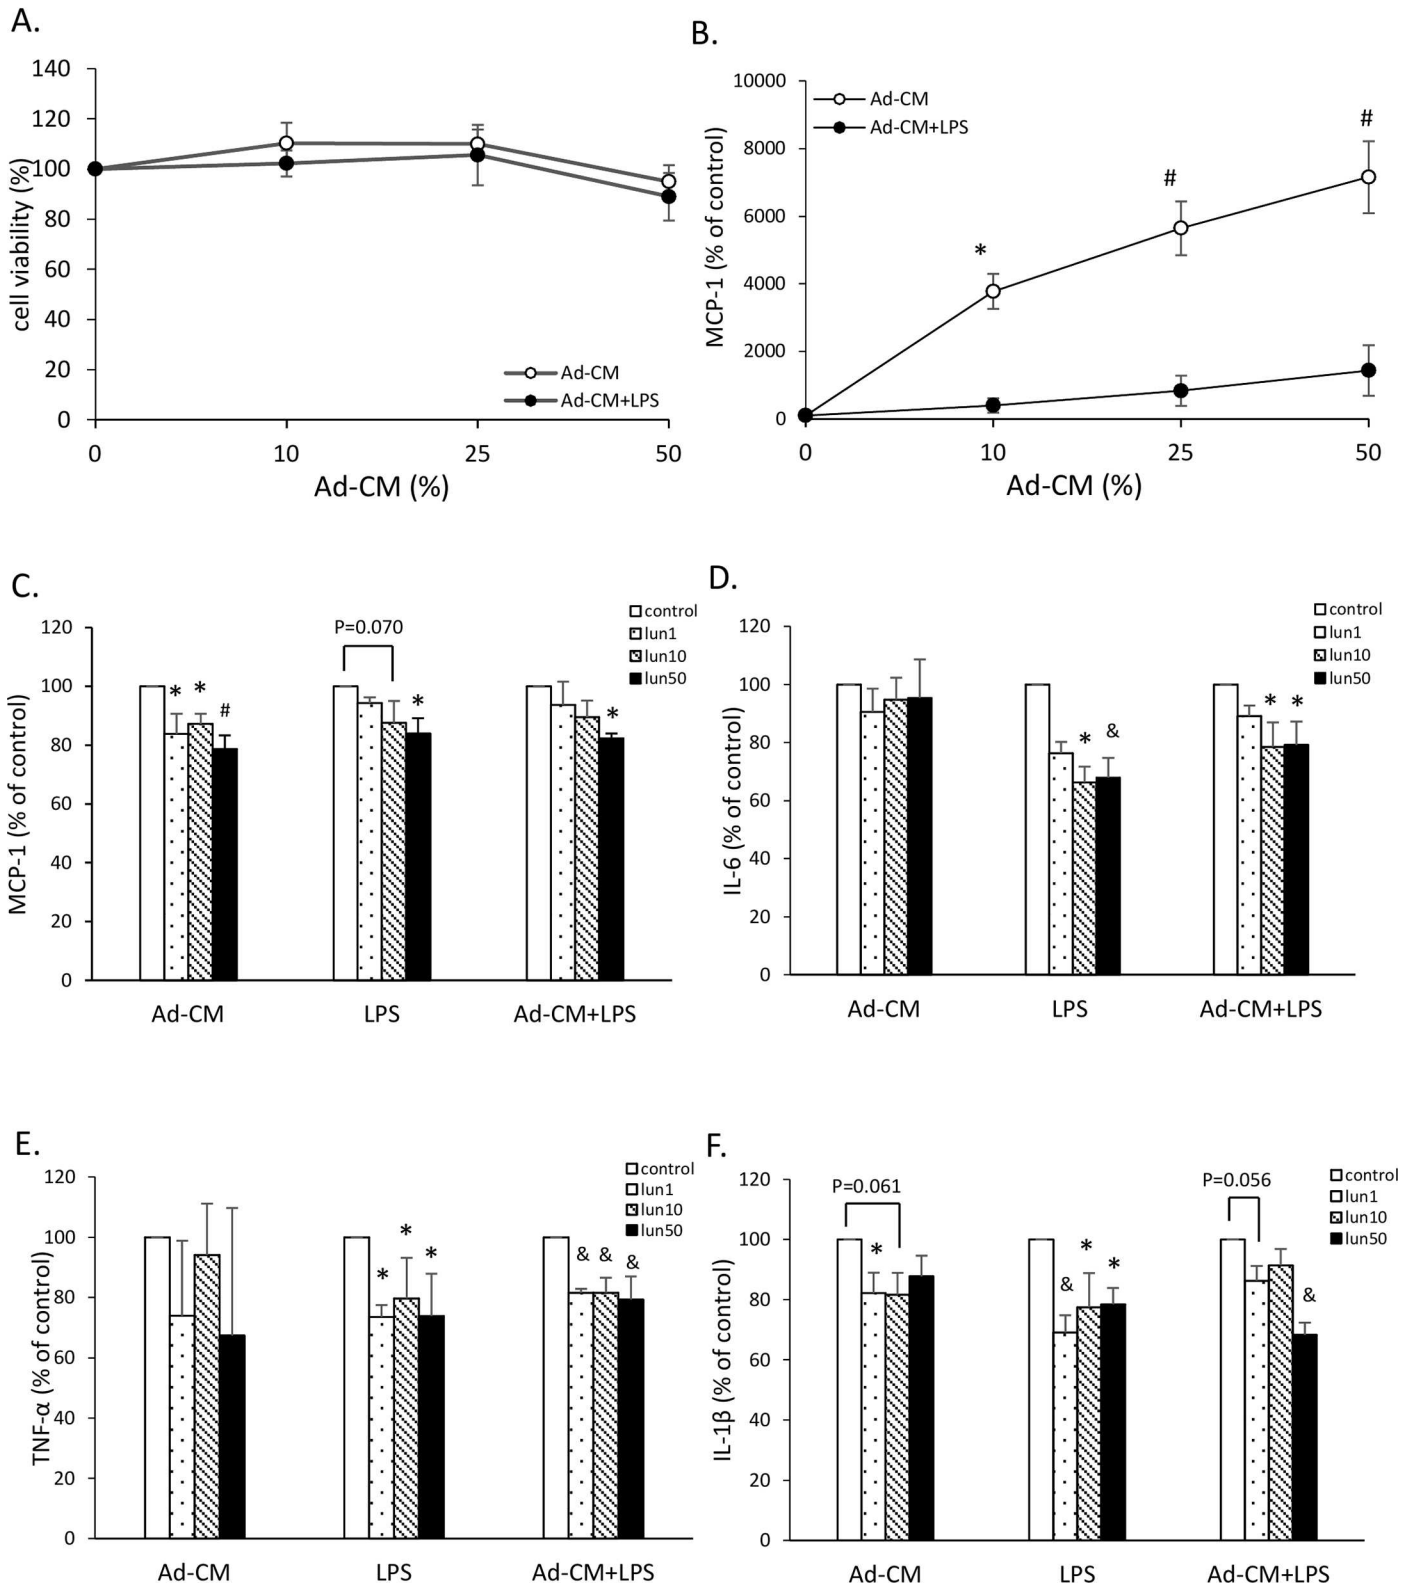 A.
140
120
100
80
60
40
20
0
cell viability (%)
Ad-CM
Ad-CM+LPS
0 10 25 50
Ad-CM (%)
B.
10000
8000
6000
4000
2000
0
MCP-1 (% of control)
Ad-CM
Ad-CM+LPS
* # #
0 10 25 50
Ad-CM (%)
C.
control
lun1
lun10
lun50
P=0.070
120
100
80
60
40
20
0
MCP-1 (% of control)
* * # * *
Ad-CM LPS Ad-CM+LPS
D.
control
lun1
lun10
lun50
120
100
80
60
40
20
0
IL-6 (% of control)
* & * *
Ad-CM LPS Ad-CM+LPS
E.
control
lun1
lun10
lun50
120
100
80
60
40
20
0
TNF-α (% of control)
* * * & & &
Ad-CM LPS Ad-CM+LPS
F.
control
lun1
lun10
lun50
P=0.061 P=0.056
120
100
80
60
40
20
0
IL-1β (% of control)
* & * * &
Ad-CM LPS Ad-CM+LPS